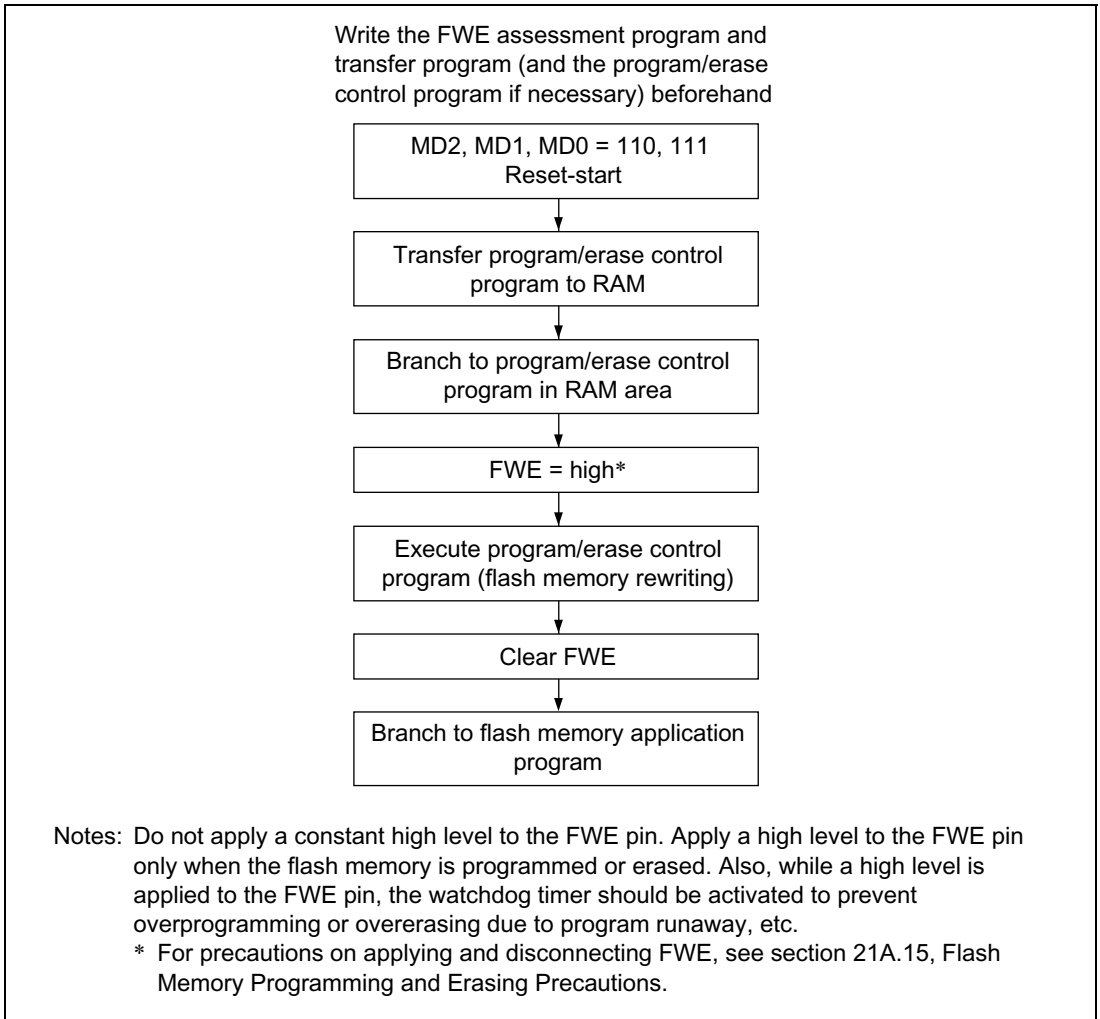 Write the FWE assessment program and
transfer program (and the program/erase
control program if necessary) beforehand
MD2, MD1, MD0 = 110, 111
Reset-start
Transfer program/erase control
program to RAM
Branch to program/erase control
program in RAM area
FWE = high*
Execute program/erase control
program (flash memory rewriting)
Clear FWE
Branch to flash memory application
program
Notes: Do not apply a constant high level to the FWE pin. Apply a high level to the FWE pin
only when the flash memory is programmed or erased. Also, while a high level is
applied to the FWE pin, the watchdog timer should be activated to prevent
overprogramming or overerasing due to program runaway, etc.
* For precautions on applying and disconnecting FWE, see section 21A.15, Flash
Memory Programming and Erasing Precautions.